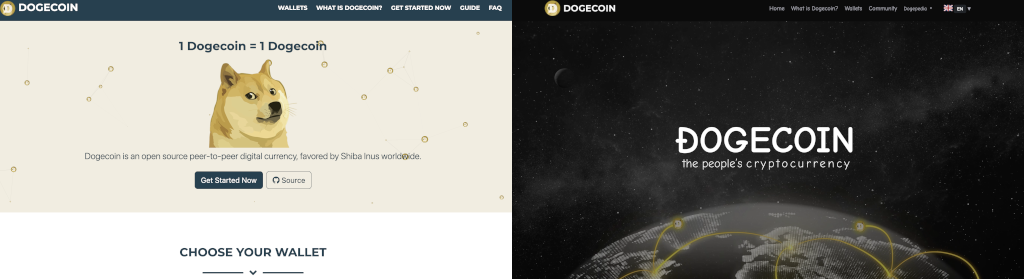 DOGECOIN
WALLETS WHAT IS DOGECOIN? GET STARTED NOW GUIDE FAQ
1 Dogecoin = 1 Dogecoin
Dogecoin is an open source peer-to-peer digital currency, favored by Shiba Inus worldwide.
Get Started Now
Source
CHOOSE YOUR WALLET
DOGECOIN
Home What is Dogecoin? Wallets Community Dogepedia EN
ÐOGECOIN
the people's cryptocurrency